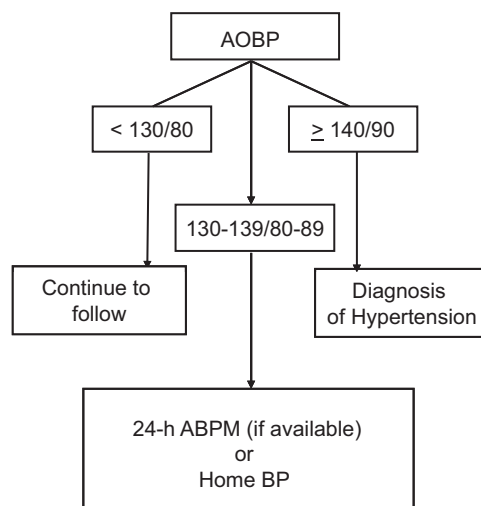 AOBP
< 130/80
≥ 140/90
130-139/80-89
Continue to
follow
Diagnosis
of Hypertension
24-h ABPM (if available)
or
Home BP